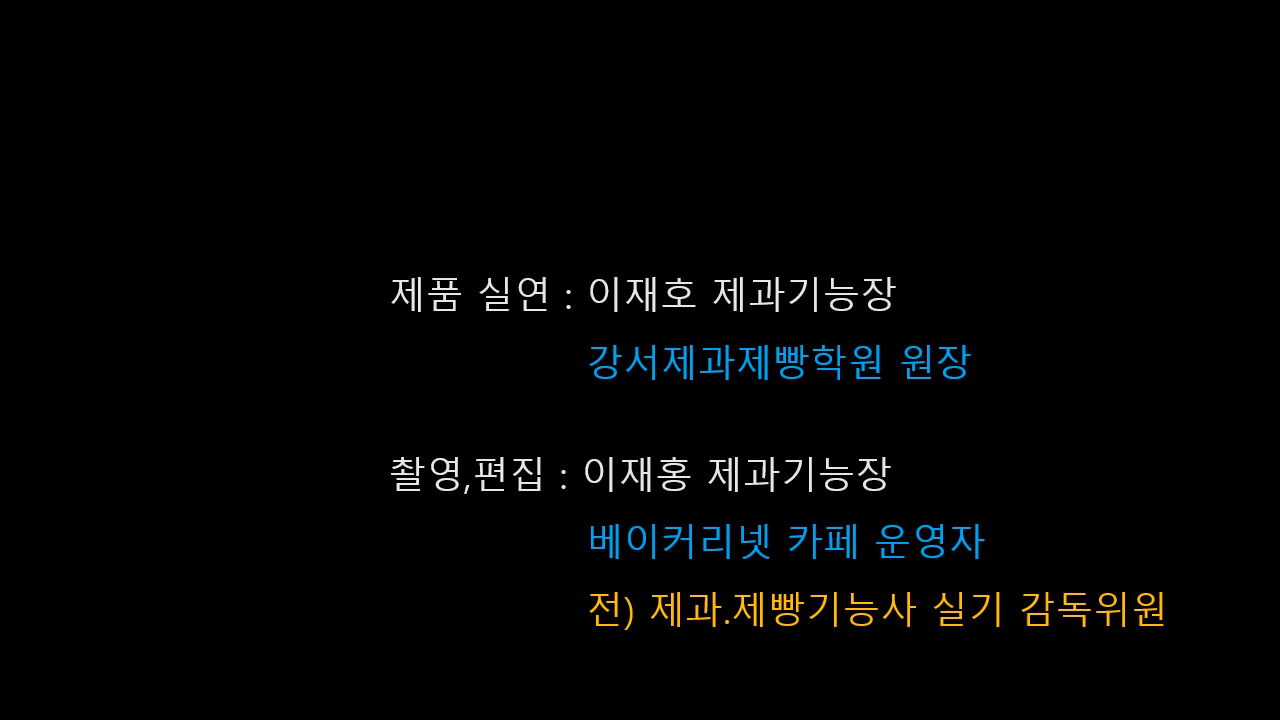 제품 실연 : 이재호 제과기능장
강서제과제빵학원 원장
촬영,편집 : 이재홍 제과기능장
베이커리넷 카페 운영자
전) 제과.제빵기능사 실기 감독위원